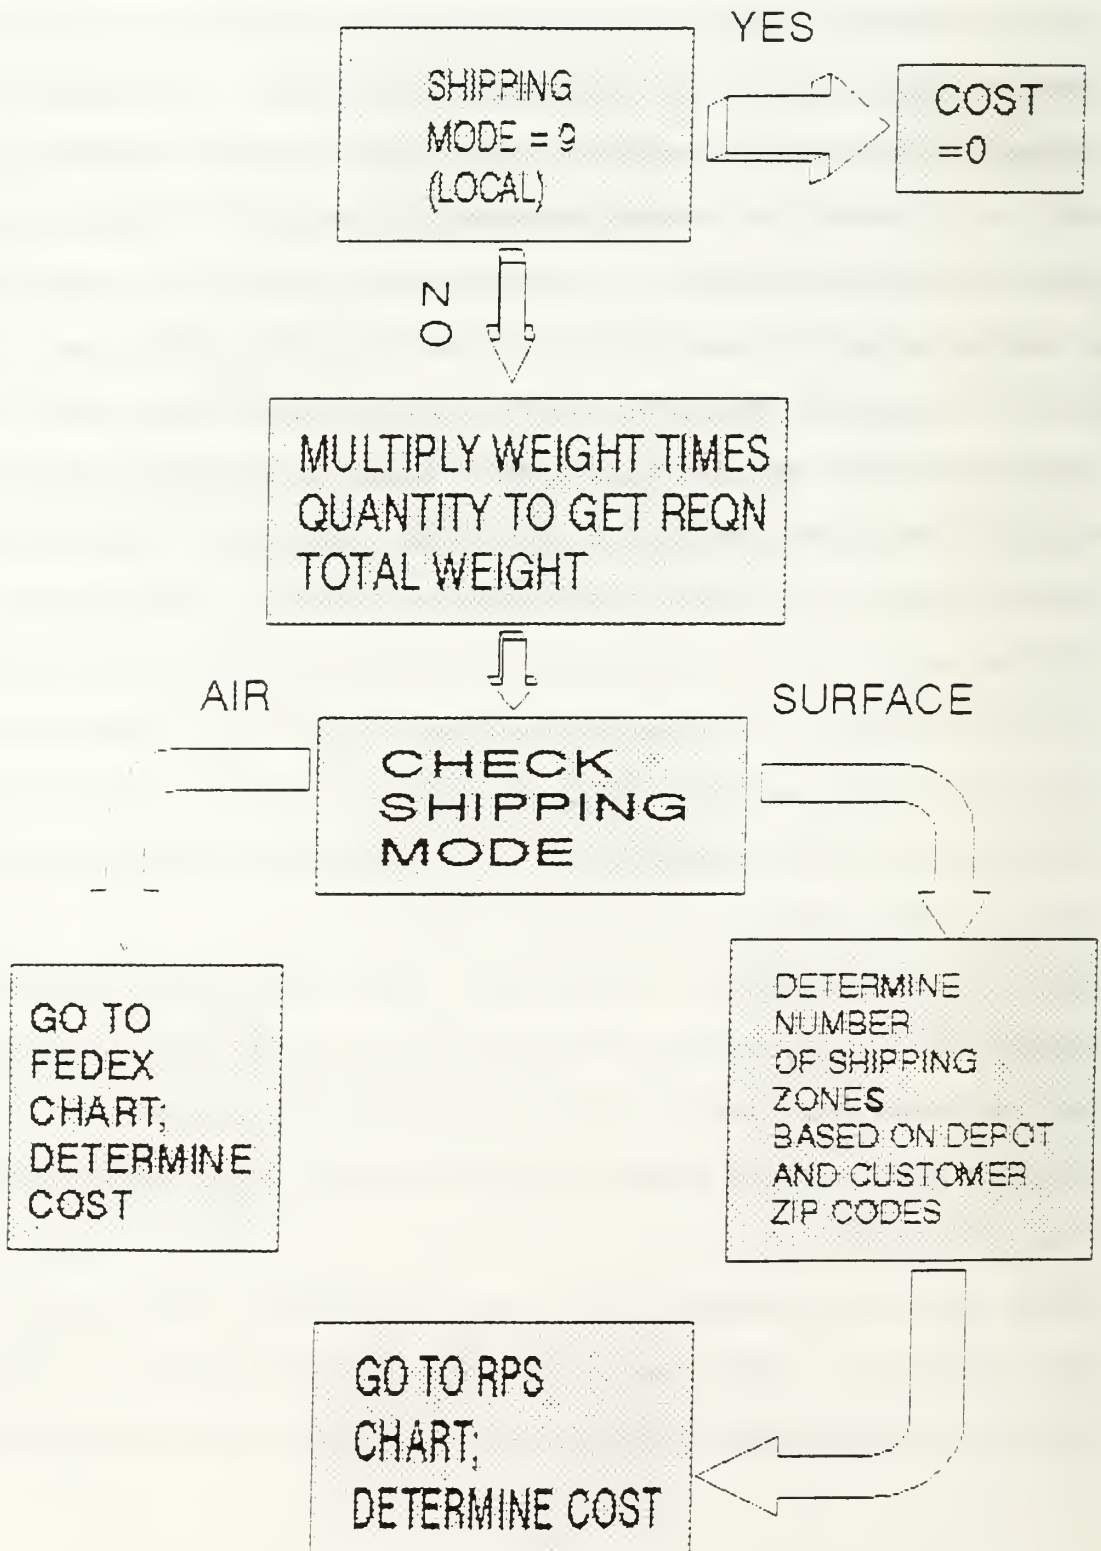 YES
SHIPPING
MODE = 9
(LOCAL)
COST
=0
NO
MULTIPLY WEIGHT TIMES
QUANTITY TO GET REQN
TOTAL WEIGHT
AIR
SURFACE
CHECK
SHIPPING
MODE
GO TO
FEDEX
CHART;
DETERMINE
COST
DETERMINE
NUMBER
OF SHIPPING
ZONES
BASED ON DEPOT
AND CUSTOMER
ZIP CODES
GO TO RPS
CHART;
DETERMINE COST